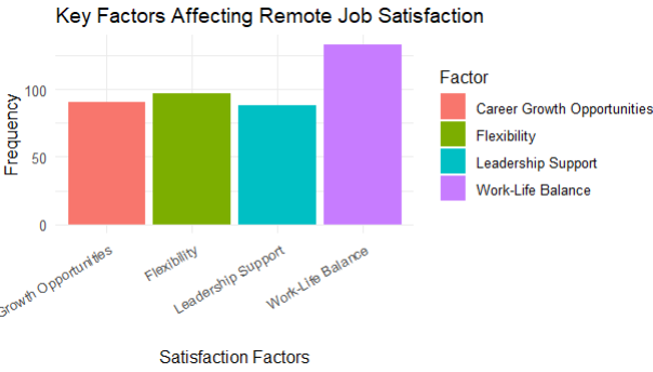 Key Factors Affecting Remote Job Satisfaction
Frequency
100
50
0
Growth Opportunities
Flexibility
Leadership Support
Work-Life Balance
Satisfaction Factors
Factor
Career Growth Opportunities
Flexibility
Leadership Support
Work-Life Balance